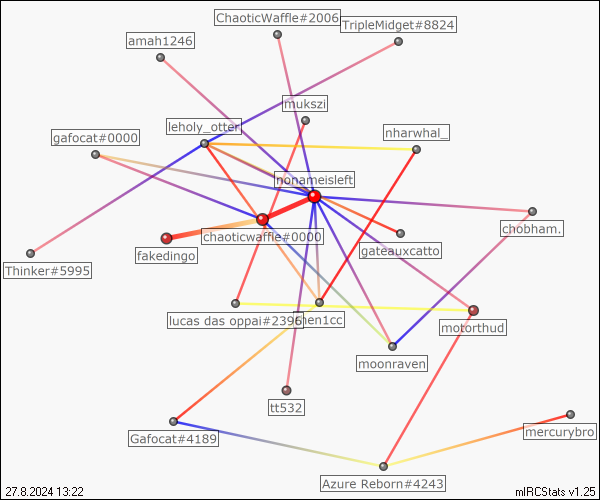 ChaoticWaffle#2006
TripleMidget#8824
amah1246
mukszi
leholy_otter
nharwhal_
gafocat#0000
nonameisleft
chobham.
chaoticwaffle#0000
fakedingo
gateauxcatto
Thinker#5995
lucas das oppai#2396
hen1cc
motorthud
moonraven
tt532
Gafocat#4189
mercurybro
Azure Reborn#4243
27.8.2024 13:22
mIRCStats v1.25